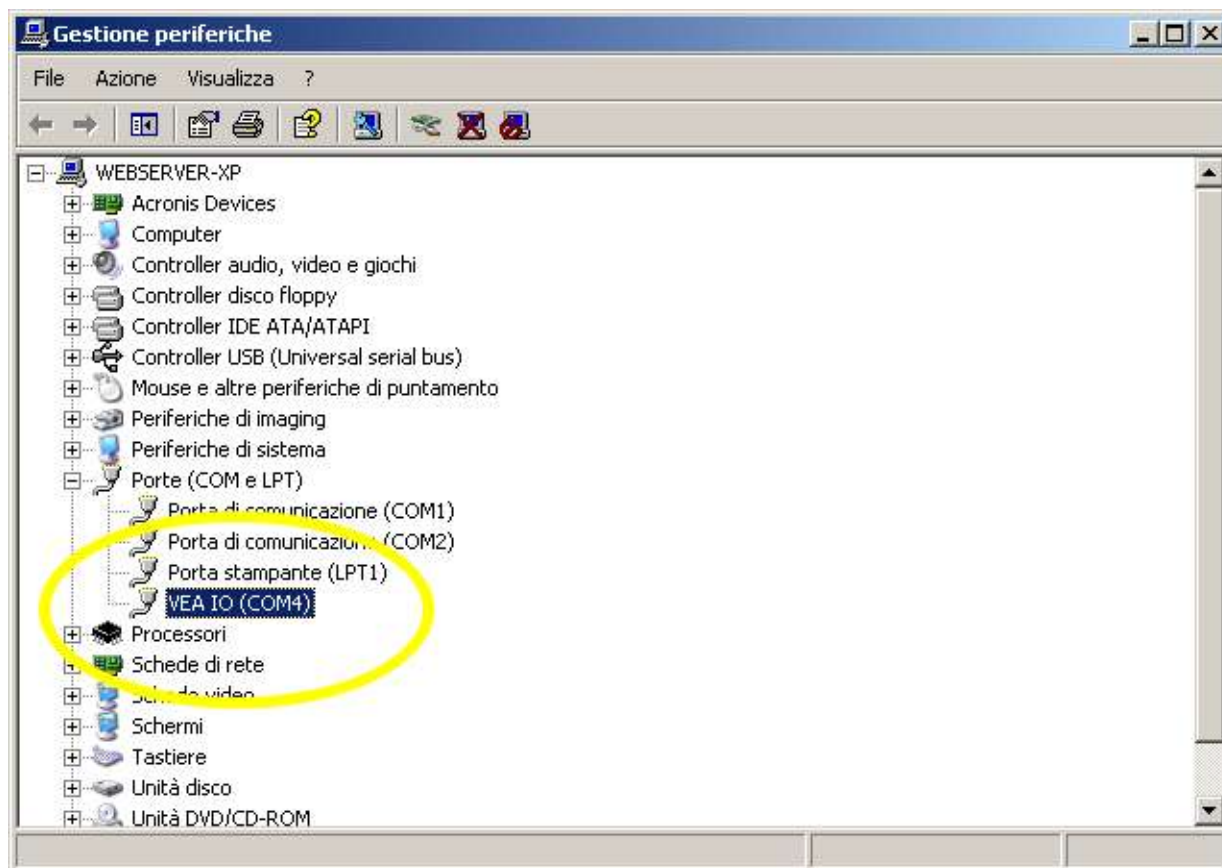 Gestione periferiche
File Azione Visualizza ?
WEBSERVER-XP
Acronis Devices
Computer
Controller audio, video e giochi
Controller disco floppy
Controller IDE ATA/ATAPI
Controller USB (Universal serial bus)
Mouse e altre periferiche di puntamento
Periferiche di imaging
Periferiche di sistema
Porte (COM e LPT)
Porta di comunicazione (COM1)
Porta di comunicazione (COM2)
Porta stampante (LPT1)
VEA IO (COM4)
Processori
Schede di rete
Schede video
Schermi
Tastiere
Unità disco
Unità DVD/CD-ROM